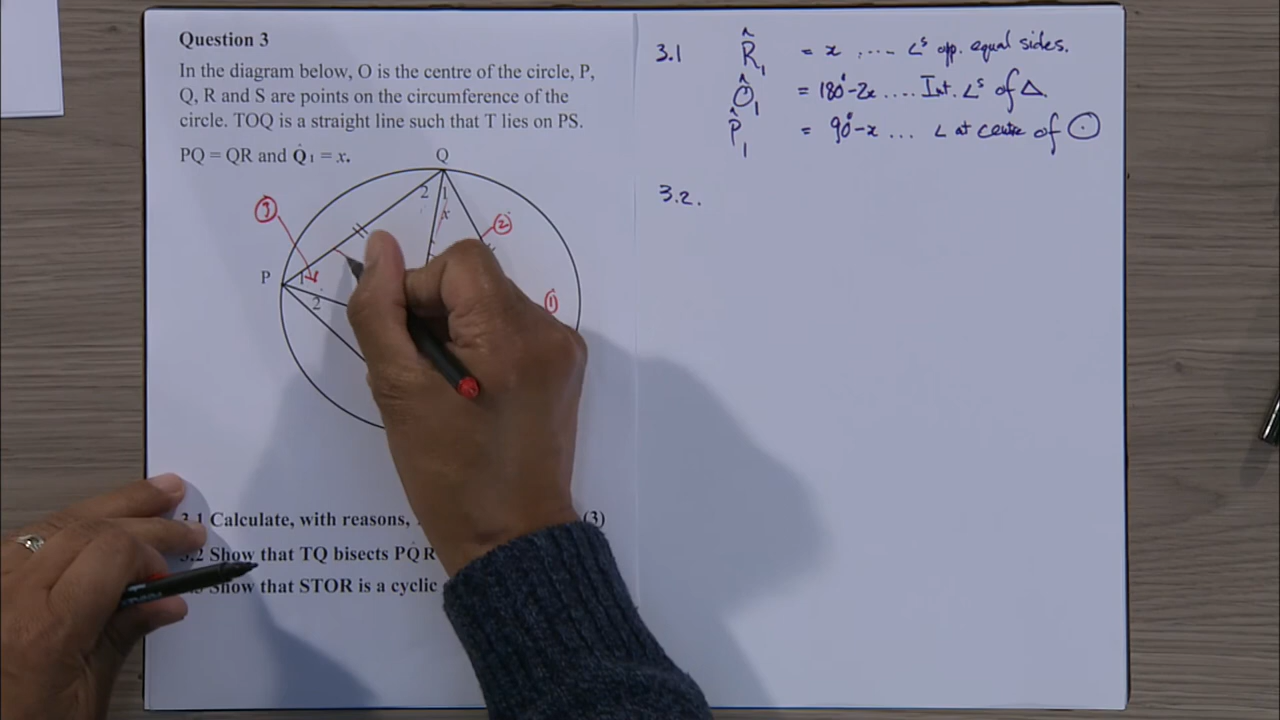 Question 3
In the diagram below, O is the centre of the circle, P,
Q, R and S are points on the circumference of the
circle. TOQ is a straight line such that T lies on PS.
PQ = QR and Q̂₁ = x.
Q
2 1
x
③
②
P
1
2
①
3.1 Calculate, with reasons, (3)
3.2 Show that TQ bisects PQ̂R
Show that STOR is a cyclic
3.1 R̂₁ = x .... ∠ˢ opp. equal sides.
Ô₁ = 180°-2x .... Int. ∠ˢ of Δ.
P̂₁ = 90°-x ... ∠ at centre of ⊙
3.2.